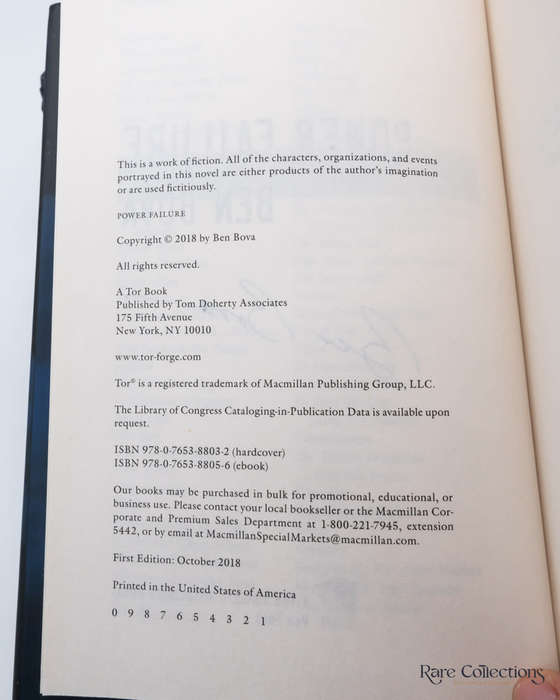 This is a work of fiction. All of the characters, organizations, and events
portrayed in this novel are either products of the author's imagination
or are used fictitiously.
POWER FAILURE
Copyright © 2018 by Ben Bova
All rights reserved.
A Tor Book
Published by Tom Doherty Associates
175 Fifth Avenue
New York, NY 10010
www.tor-forge.com
Tor® is a registered trademark of Macmillan Publishing Group, LLC.
The Library of Congress Cataloging-in-Publication Data is available upon
request.
ISBN 978-0-7653-8803-2 (hardcover)
ISBN 978-0-7653-8805-6 (ebook)
Our books may be purchased in bulk for promotional, educational, or
business use. Please contact your local bookseller or the Macmillan Cor-
porate and Premium Sales Department at 1-800-221-7945, extension
5442, or by email at MacmillanSpecialMarkets@macmillan.com.
First Edition: October 2018
Printed in the United States of America
0 9 8 7 6 5 4 3 2 1
Rare Collections